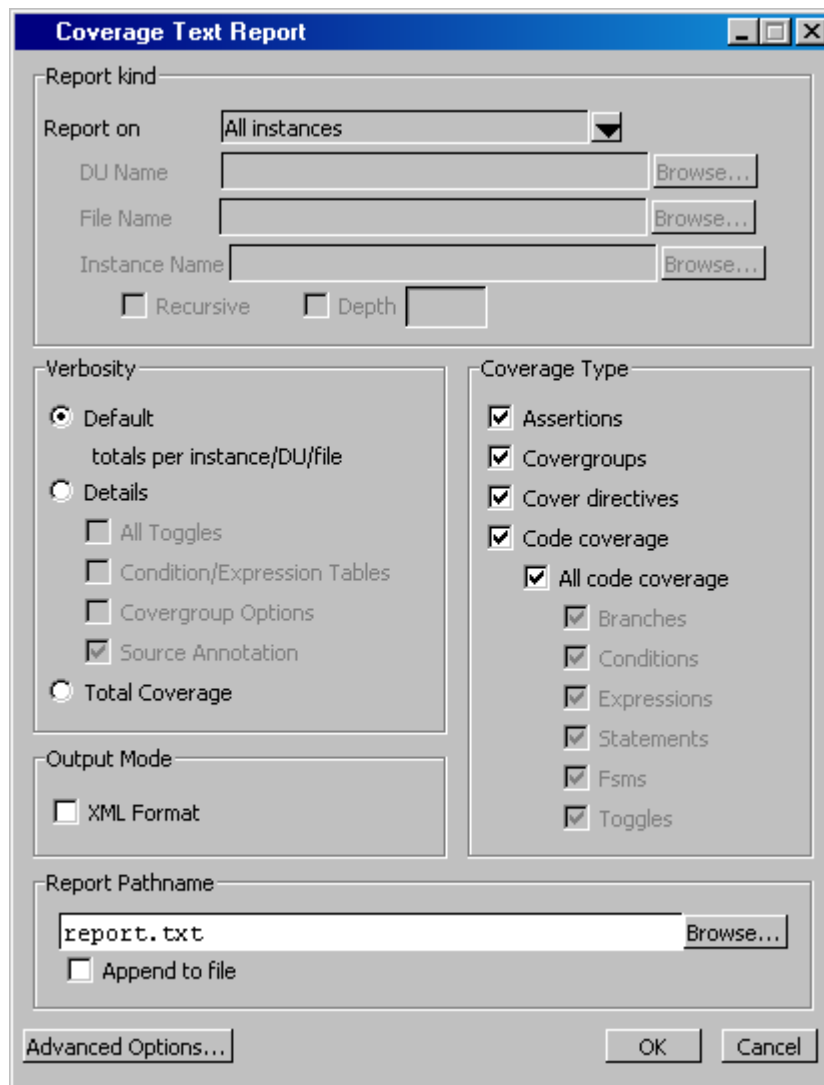 Coverage Text Report
Report kind
Report on All instances
DU Name Browse...
File Name Browse...
Instance Name Browse...
Recursive Depth
Verbosity
Default
totals per instance/DU/file
Details
All Toggles
Condition/Expression Tables
Covergroup Options
Source Annotation
Total Coverage
Coverage Type
Assertions
Covergroups
Cover directives
Code coverage
All code coverage
Branches
Conditions
Expressions
Statements
Fsms
Toggles
Output Mode
XML Format
Report Pathname
report.txt Browse...
Append to file
Advanced Options... OK Cancel